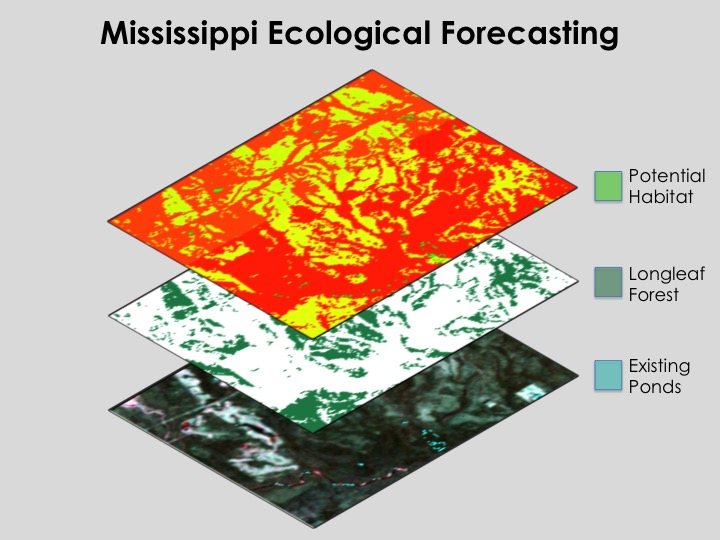 Mississippi Ecological Forecasting
Potential
Habitat
Longleaf
Forest
Existing
Ponds